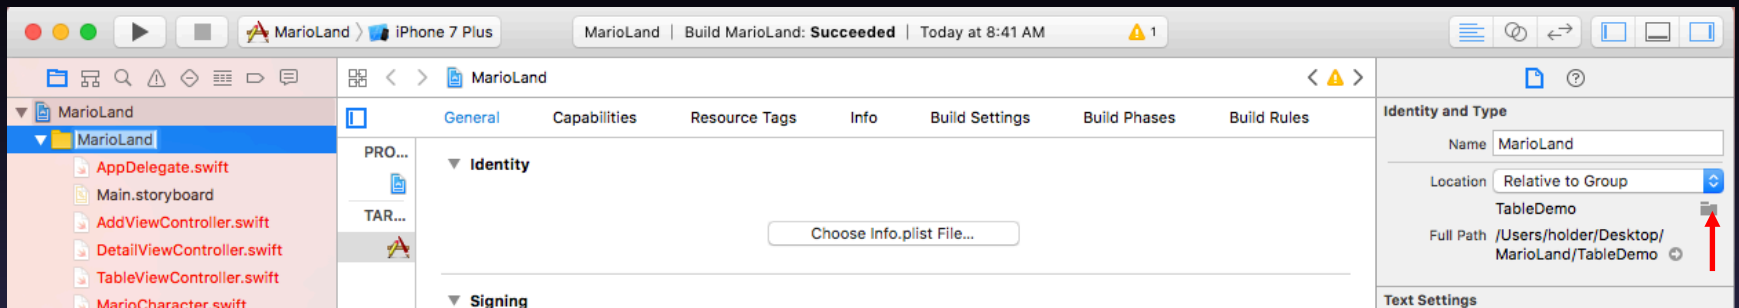 MarioLand iPhone 7 Plus MarioLand | Build MarioLand: Succeeded | Today at 8:41 AM 1
MarioLand
MarioLand
AppDelegate.swift
Main.storyboard
AddViewController.swift
DetailViewController.swift
TableViewController.swift
MarioCharacter.swift
MarioLand
General Capabilities Resource Tags Info Build Settings Build Phases Build Rules
PRO...
TAR...
Identity
Choose Info.plist File...
Signing
Identity and Type
Name MarioLand
Location Relative to Group
TableDemo
Full Path /Users/holder/Desktop/
MarioLand/TableDemo
Text Settings